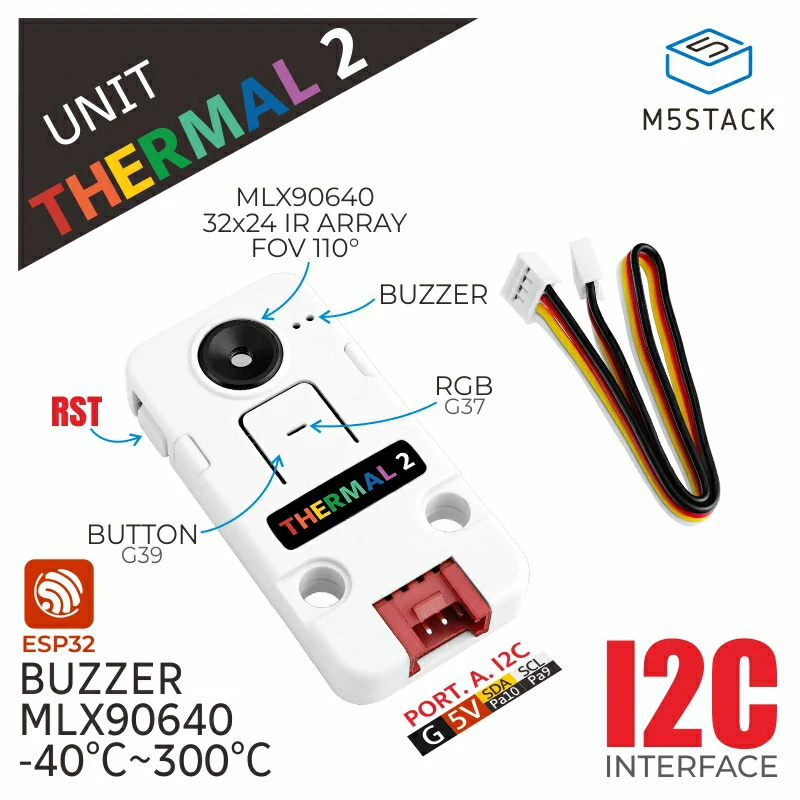 UNIT
THERMAL 2
5
M5STACK
MLX90640
32x24 IR ARRAY
FOV 110°
BUZZER
RGB
G37
RST
THERMAL 2
BUTTON
G39
ESP32
BUZZER
MLX90640
-40°C~300°C
PORT. A. I2C
G 5V SDA SCL
Pa10 Pa9
I2C
INTERFACE